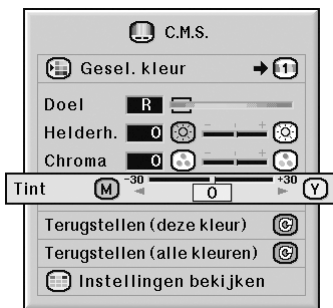 C.M.S.
Gesel. kleur 1
Doel R
Helderh. 0 - +
Chroma 0 - +
Tint M -30 0 +30 Y
Terugstellen (deze kleur)
Terugstellen (alle kleuren)
Instellingen bekijken